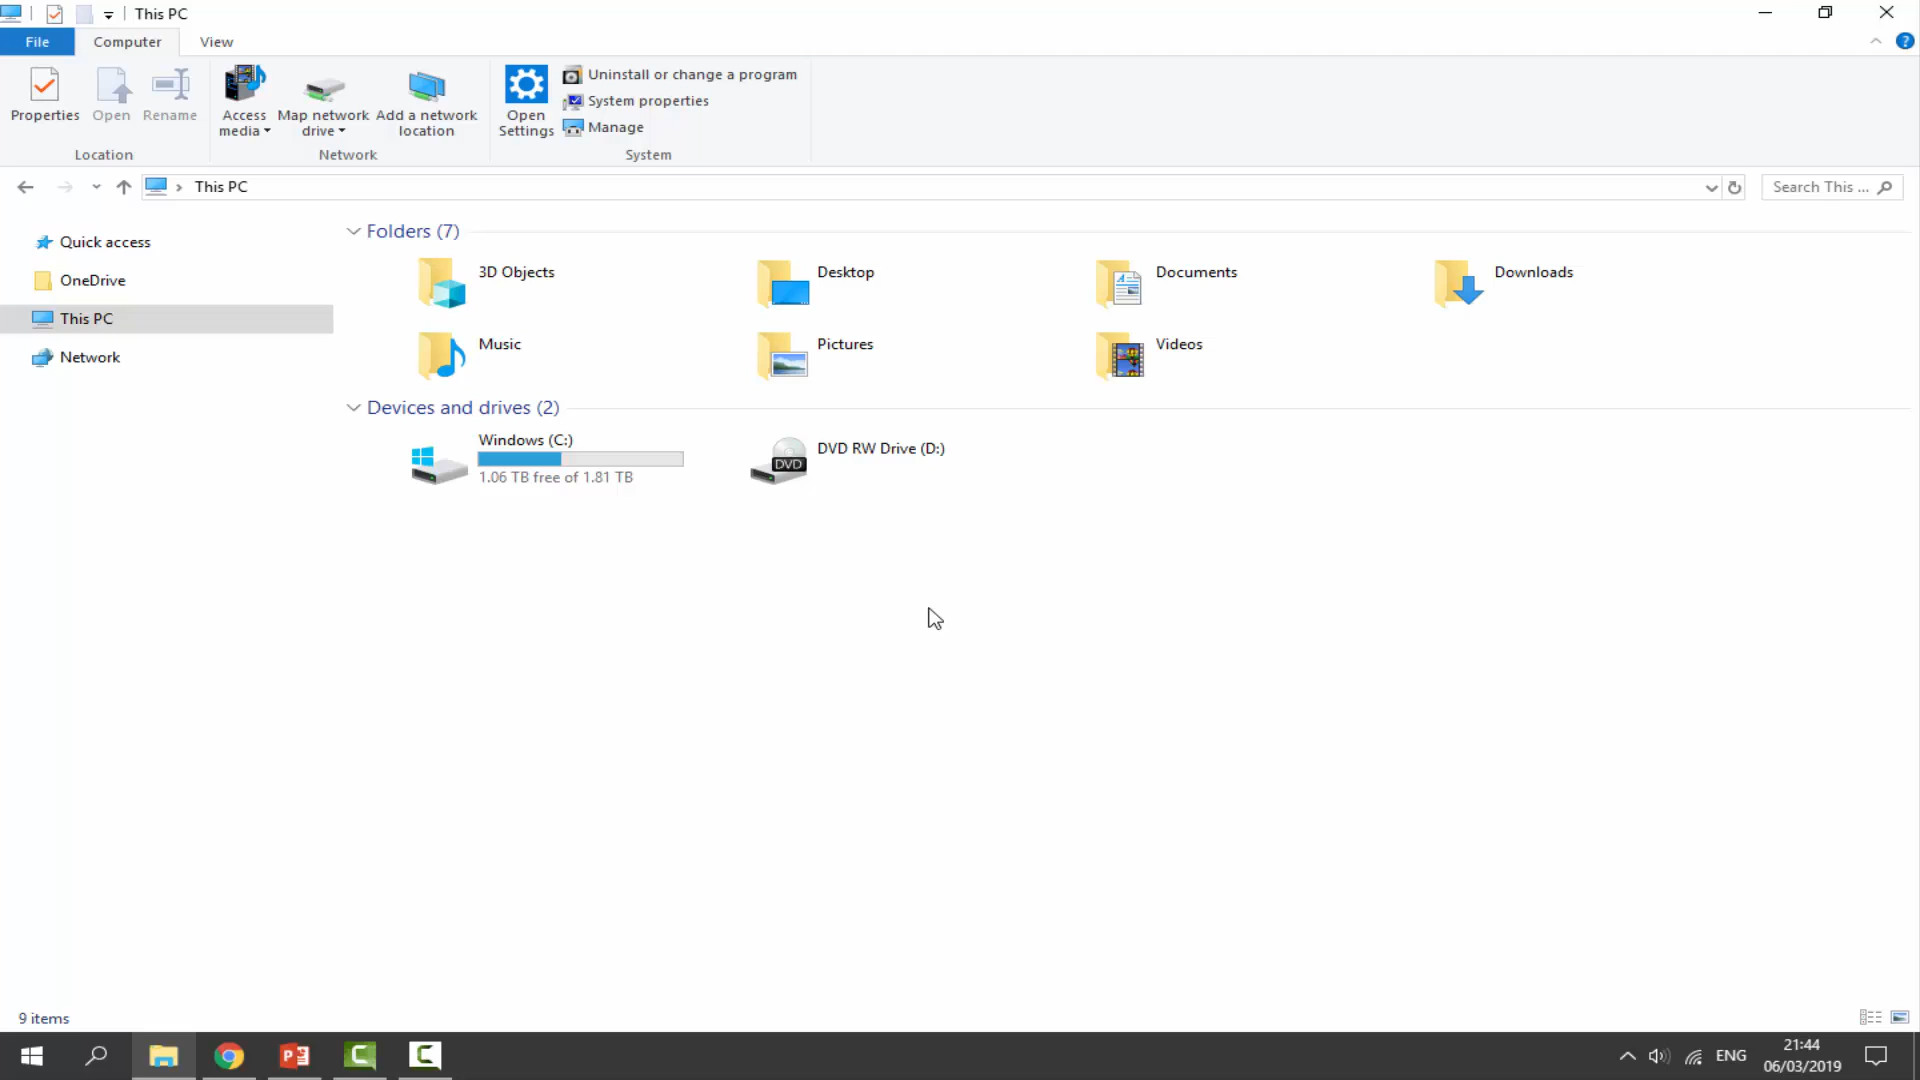 This PC
File
Computer
View
Properties
Open
Rename
Access
media
Map network
drive
Add a network
location
Open
Settings
Uninstall or change a program
System properties
Manage
Location
Network
System
This PC
Search This ...
Quick access
OneDrive
This PC
Network
Folders (7)
3D Objects
Desktop
Documents
Downloads
Music
Pictures
Videos
Devices and drives (2)
Windows (C:)
1.06 TB free of 1.81 TB
DVD
DVD RW Drive (D:)
9 items
ENG
21:44
06/03/2019